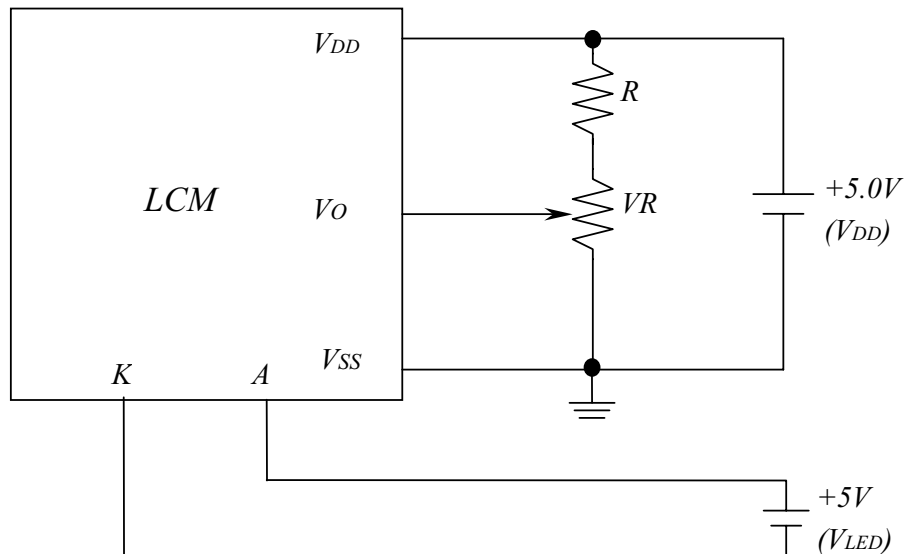 VDD
R
LCM
VO
VR
+5.0V
(VDD)
VSS
K
A
+5V
(VLED)